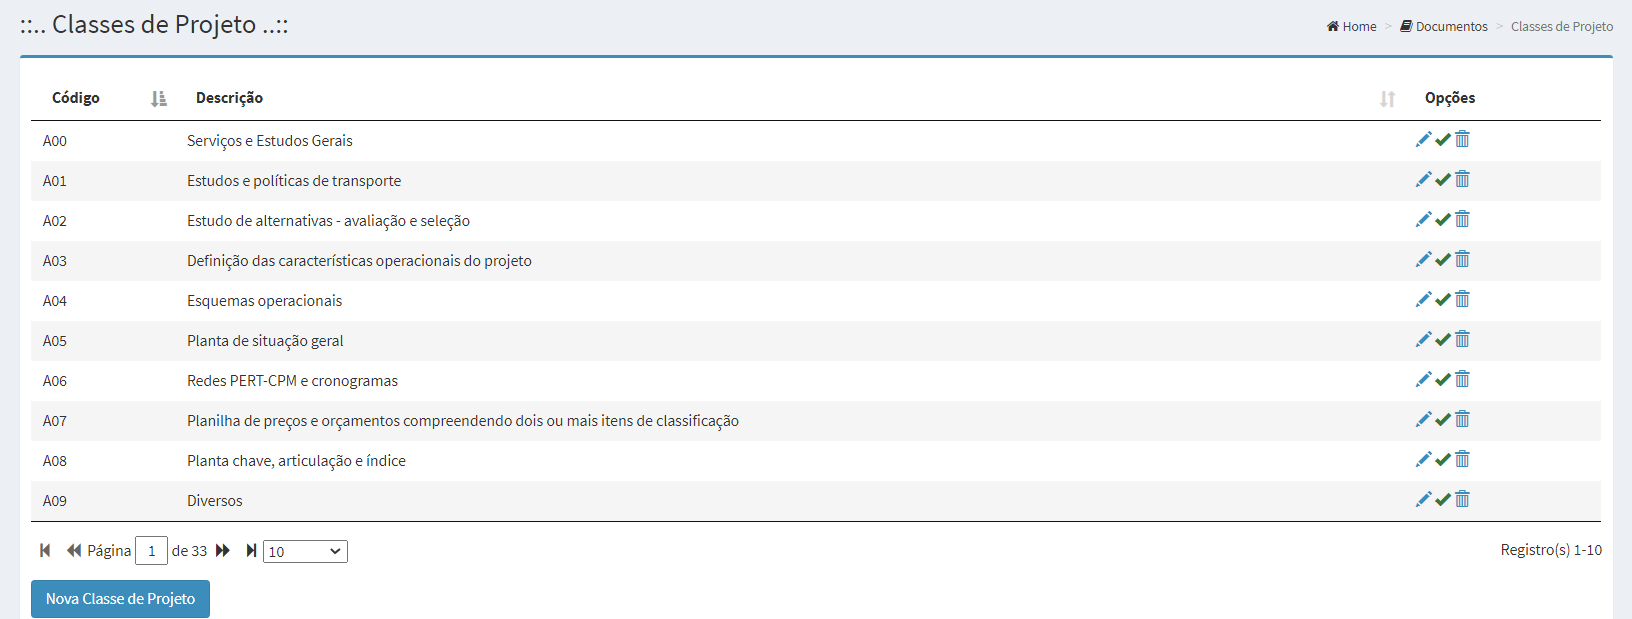 ::... Classes de Projeto ...::
Home > Documentos > Classes de Projeto
Código Descrição Opções
A00 Serviços e Estudos Gerais
A01 Estudos e políticas de transporte
A02 Estudo de alternativas - avaliação e seleção
A03 Definição das características operacionais do projeto
A04 Esquemas operacionais
A05 Planta de situação geral
A06 Redes PERT-CPM e cronogramas
A07 Planilha de preços e orçamentos compreendendo dois ou mais itens de classificação
A08 Planta chave, articulação e índice
A09 Diversos
Página 1 de 33 10 Registro(s) 1-10
Nova Classe de Projeto